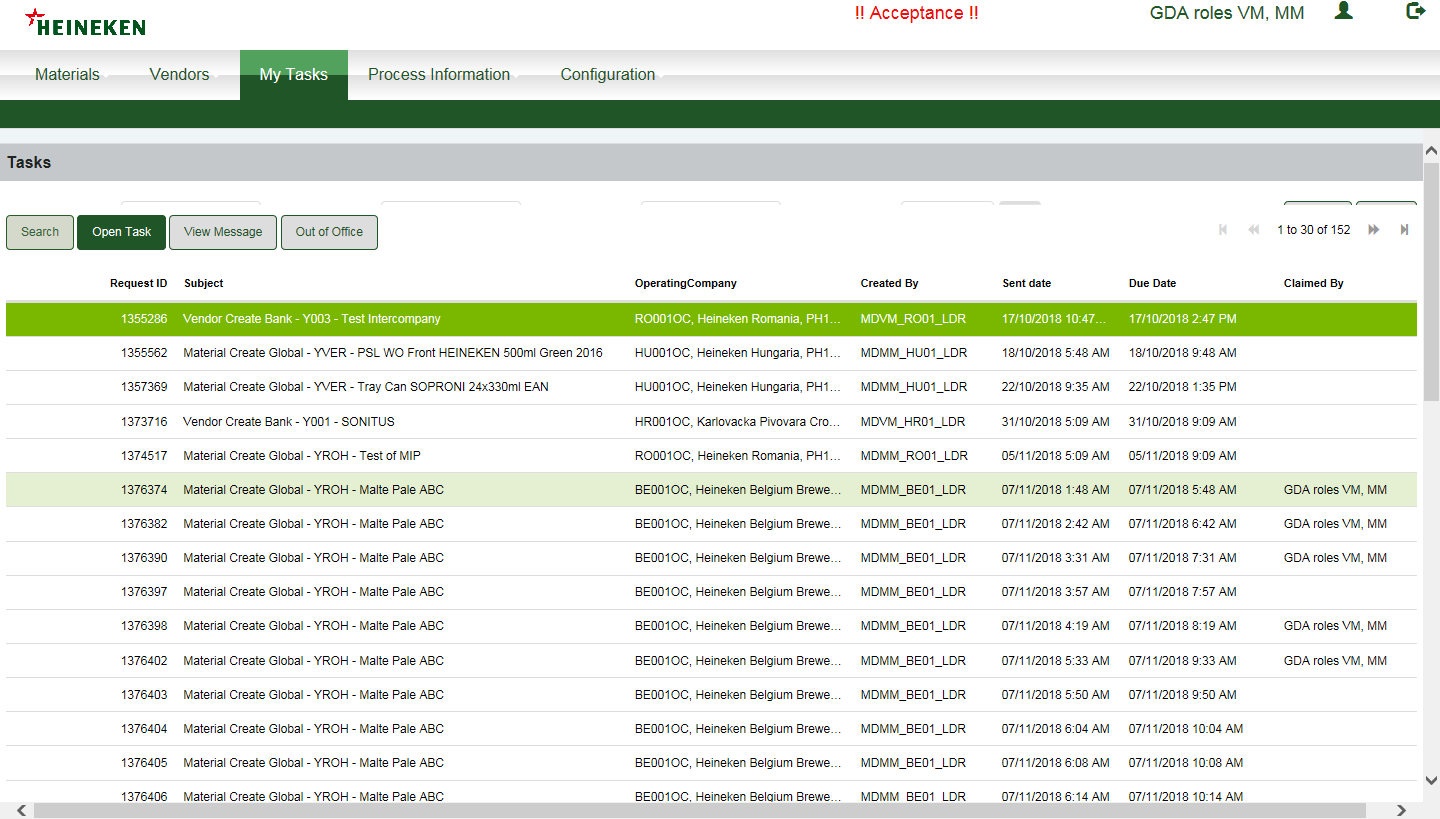 HEINEKEN
!! Acceptance !!
GDA roles VM, MM
Materials Vendors My Tasks Process Information Configuration
Tasks
Search Open Task View Message Out of Office 1 to 30 of 152
Request ID Subject OperatingCompany Created By Sent date Due Date Claimed By
1355286 Vendor Create Bank - Y003 - Test Intercompany RO001OC, Heineken Romania, PH1... MDVM_RO01_LDR 17/10/2018 10:47... 17/10/2018 2:47 PM
1355562 Material Create Global - YVER - PSL WO Front HEINEKEN 500ml Green 2016 HU001OC, Heineken Hungaria, PH1... MDMM_HU01_LDR 18/10/2018 5:48 AM 18/10/2018 9:48 AM
1357369 Material Create Global - YVER - Tray Can SOPRONI 24x330ml EAN HU001OC, Heineken Hungaria, PH1... MDMM_HU01_LDR 22/10/2018 9:35 AM 22/10/2018 1:35 PM
1373716 Vendor Create Bank - Y001 - SONITUS HR001OC, Karlovacka Pivovara Cro... MDVM_HR01_LDR 31/10/2018 5:09 AM 31/10/2018 9:09 AM
1374517 Material Create Global - YROH - Test of MIP RO001OC, Heineken Romania, PH1... MDMM_RO01_LDR 05/11/2018 5:09 AM 05/11/2018 9:09 AM
1376374 Material Create Global - YROH - Malte Pale ABC BE001OC, Heineken Belgium Brewe... MDMM_BE01_LDR 07/11/2018 1:48 AM 07/11/2018 5:48 AM GDA roles VM, MM
1376382 Material Create Global - YROH - Malte Pale ABC BE001OC, Heineken Belgium Brewe... MDMM_BE01_LDR 07/11/2018 2:42 AM 07/11/2018 6:42 AM GDA roles VM, MM
1376390 Material Create Global - YROH - Malte Pale ABC BE001OC, Heineken Belgium Brewe... MDMM_BE01_LDR 07/11/2018 3:31 AM 07/11/2018 7:31 AM GDA roles VM, MM
1376397 Material Create Global - YROH - Malte Pale ABC BE001OC, Heineken Belgium Brewe... MDMM_BE01_LDR 07/11/2018 3:57 AM 07/11/2018 7:57 AM
1376398 Material Create Global - YROH - Malte Pale ABC BE001OC, Heineken Belgium Brewe... MDMM_BE01_LDR 07/11/2018 4:19 AM 07/11/2018 8:19 AM GDA roles VM, MM
1376402 Material Create Global - YROH - Malte Pale ABC BE001OC, Heineken Belgium Brewe... MDMM_BE01_LDR 07/11/2018 5:33 AM 07/11/2018 9:33 AM GDA roles VM, MM
1376403 Material Create Global - YROH - Malte Pale ABC BE001OC, Heineken Belgium Brewe... MDMM_BE01_LDR 07/11/2018 5:50 AM 07/11/2018 9:50 AM
1376404 Material Create Global - YROH - Malte Pale ABC BE001OC, Heineken Belgium Brewe... MDMM_BE01_LDR 07/11/2018 6:04 AM 07/11/2018 10:04 AM
1376405 Material Create Global - YROH - Malte Pale ABC BE001OC, Heineken Belgium Brewe... MDMM_BE01_LDR 07/11/2018 6:08 AM 07/11/2018 10:08 AM
1376406 Material Create Global - YROH - Malte Pale ABC BE001OC, Heineken Belgium Brewe... MDMM_BE01_LDR 07/11/2018 6:14 AM 07/11/2018 10:14 AM